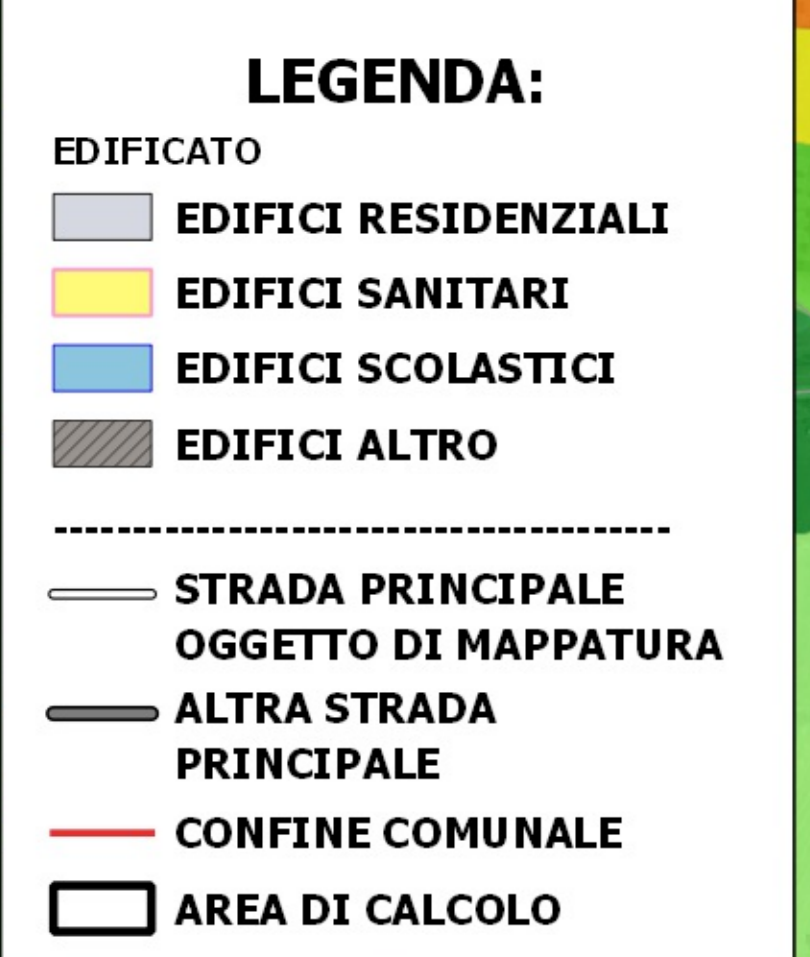 LEGENDA:
EDIFICATO
EDIFICI RESIDENZIALI
EDIFICI SANITARI
EDIFICI SCOLASTICI
EDIFICI ALTRO
---------------------------------------
STRADA PRINCIPALE
OGGETTO DI MAPPATURA
ALTRA STRADA
PRINCIPALE
CONFINE COMUNALE
AREA DI CALCOLO